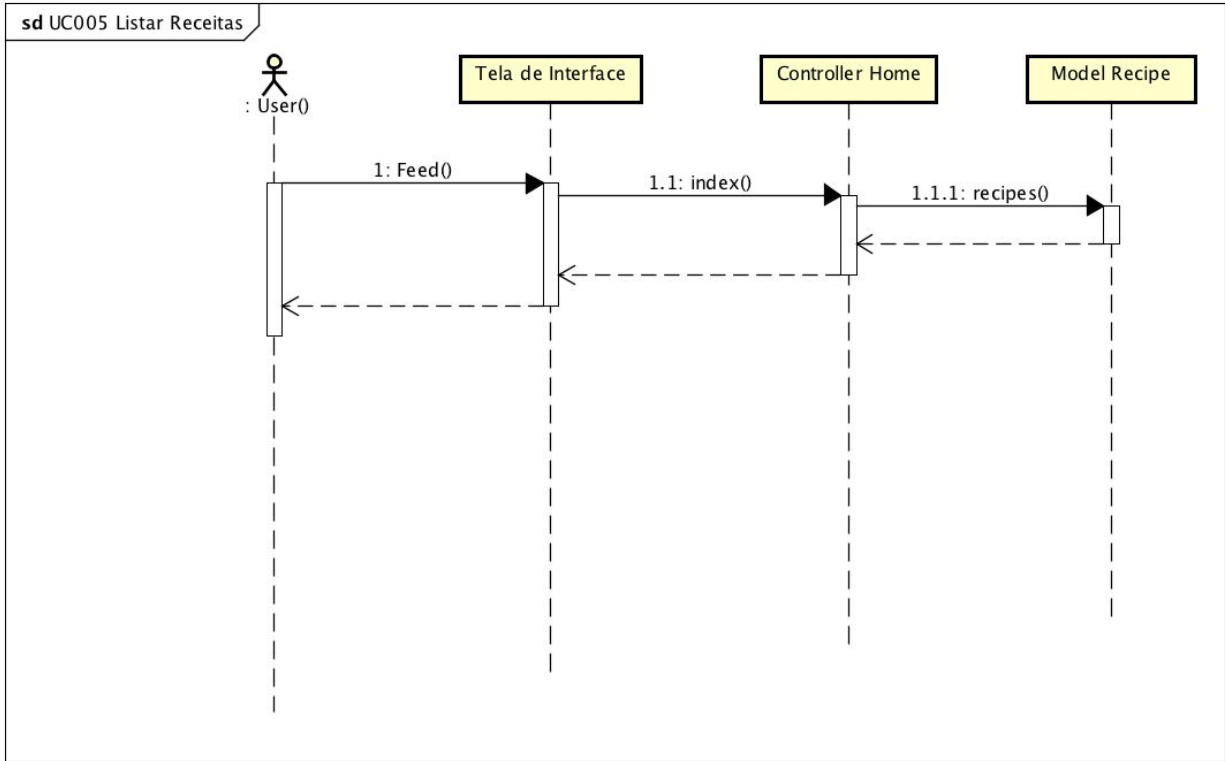 sd UC005 Listar Receitas
: User()
Tela de Interface
Controller Home
Model Recipe
1: Feed()
1.1: index()
1.1.1: recipes()